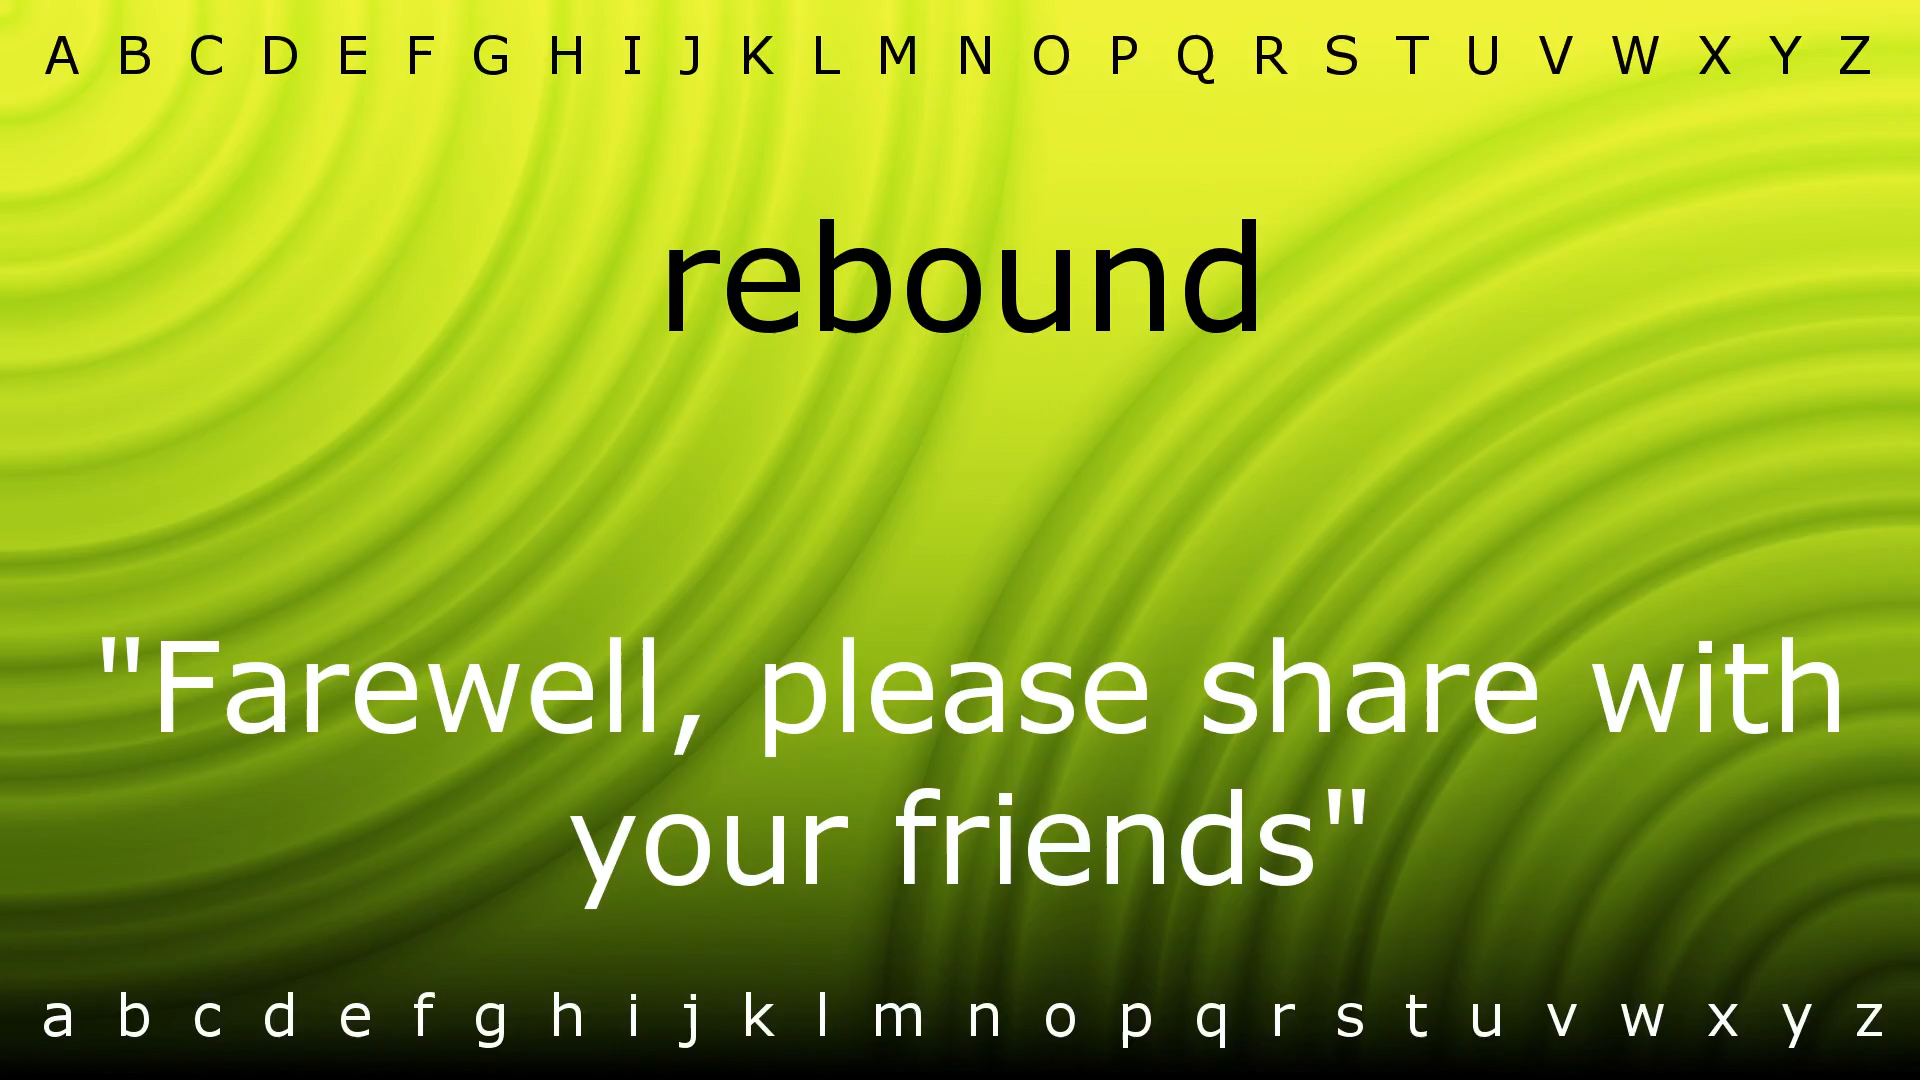 A B C D E F G H I J K L M N O P Q R S T U V W X Y Z
rebound
"Farewell, please share with
your friends"
a b c d e f g h i j k l m n o p q r s t u v w x y z